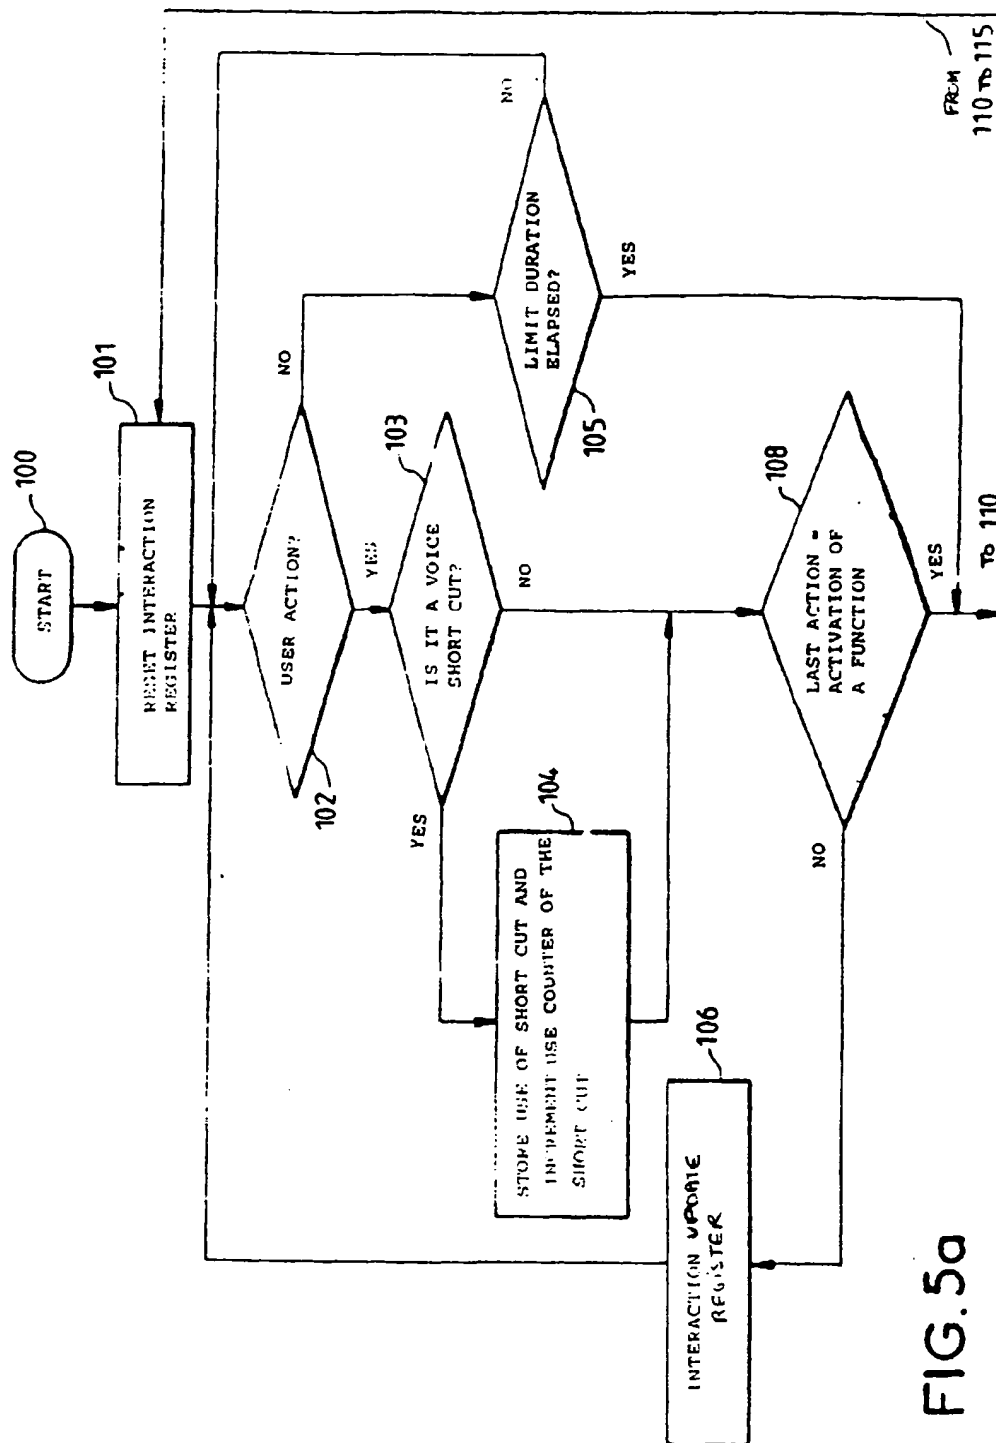 START
100
RESET INTERACTION
REGISTER
101
USER ACTION?
102
NO
YES
IS IT A VOICE
SHORT CUT?
103
YES
NO
STORE USE OF SHORT CUT AND
INCREMENT USE COUNTER OF THE
SHORT CUT
104
LIMIT DURATION
ELAPSED?
105
NO
YES
INTERACTION UPDATE
REGISTER
106
LAST ACTION =
ACTIVATION OF
A FUNCTION
108
NO
YES
TO 110
FROM
110 TO 115
FIG.5a